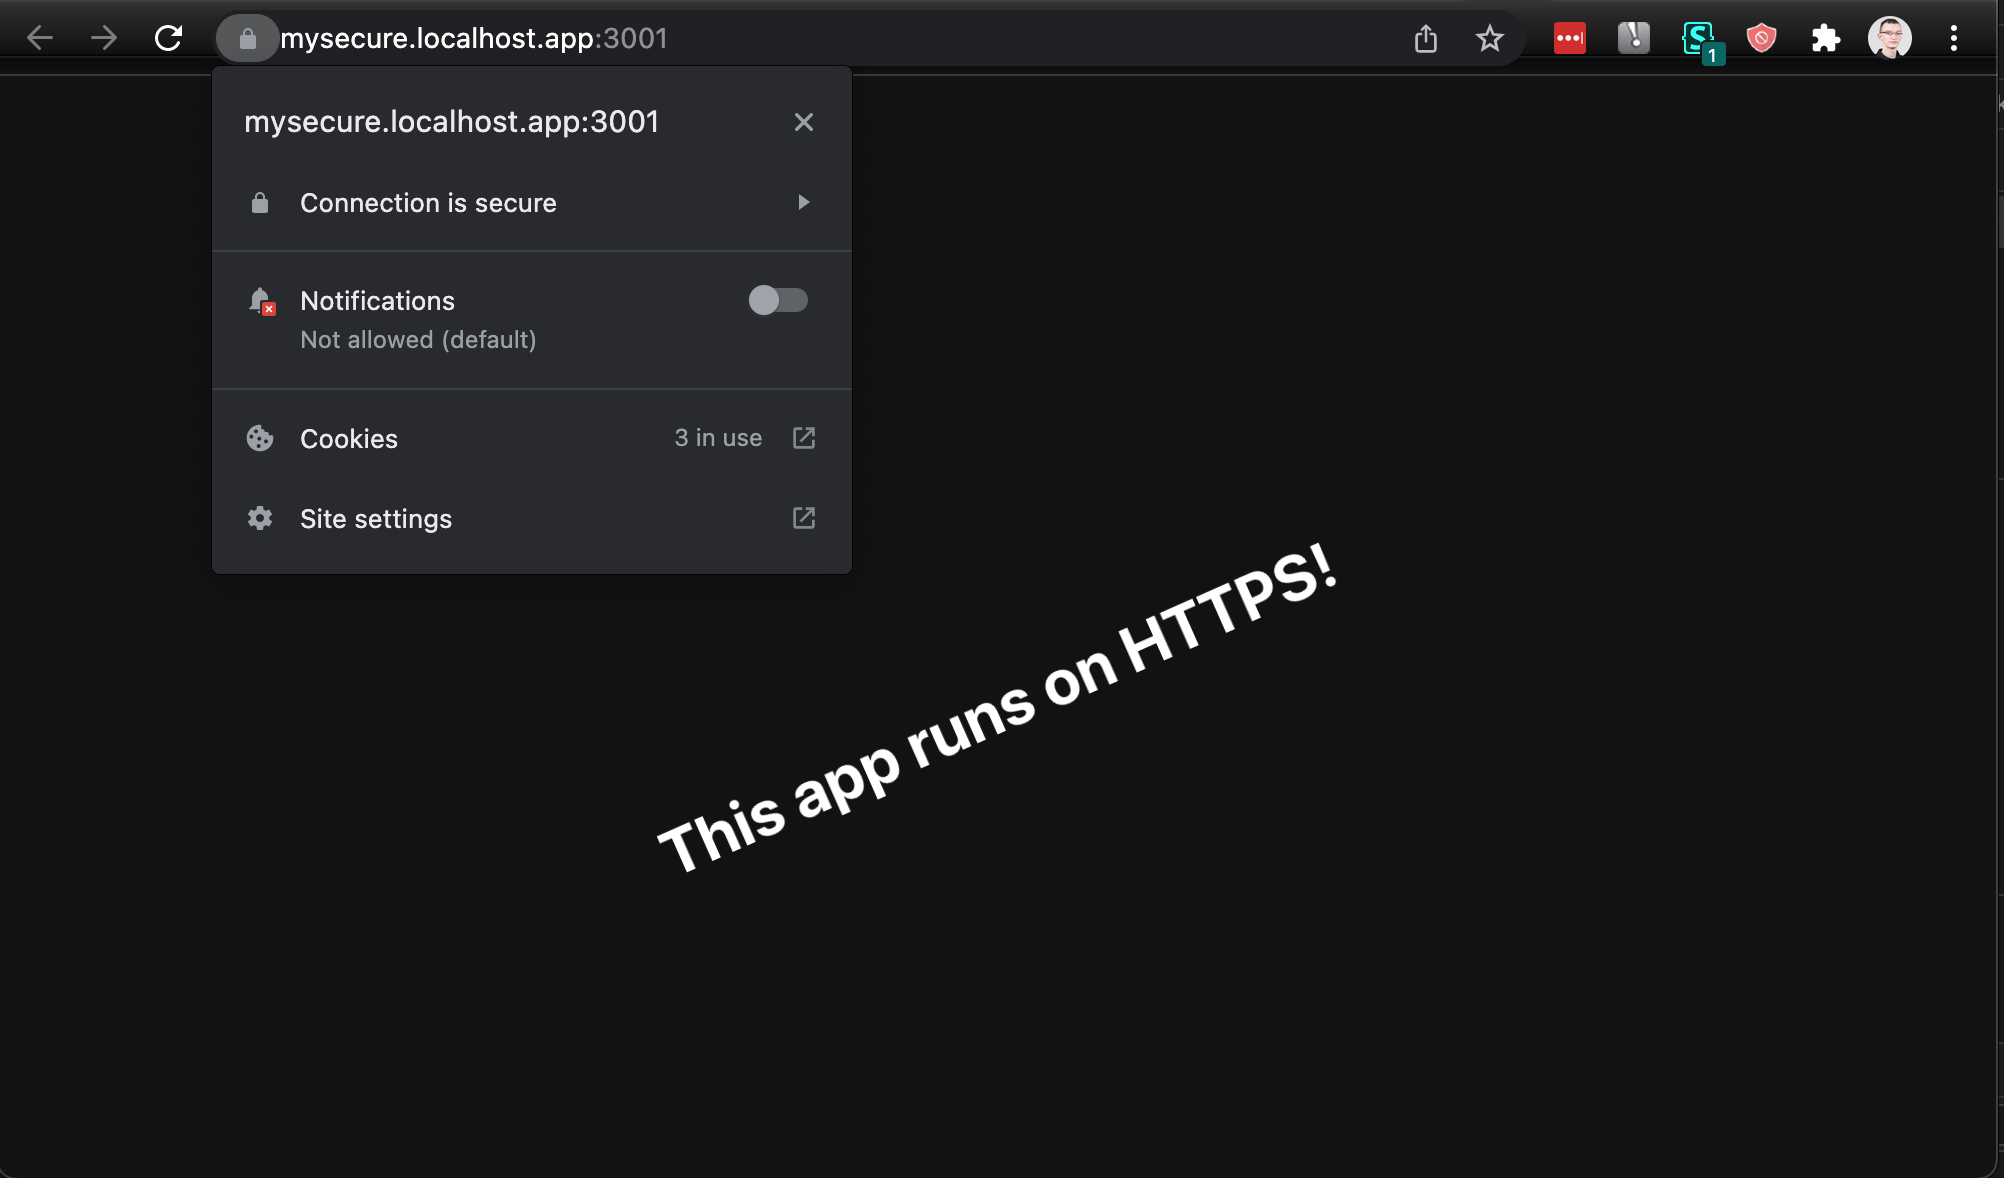 mysecure.localhost.app:3001
1
mysecure.localhost.app:3001
Connection is secure
Notifications
Not allowed (default)
Cookies 3 in use
Site settings
This app runs on HTTPS!